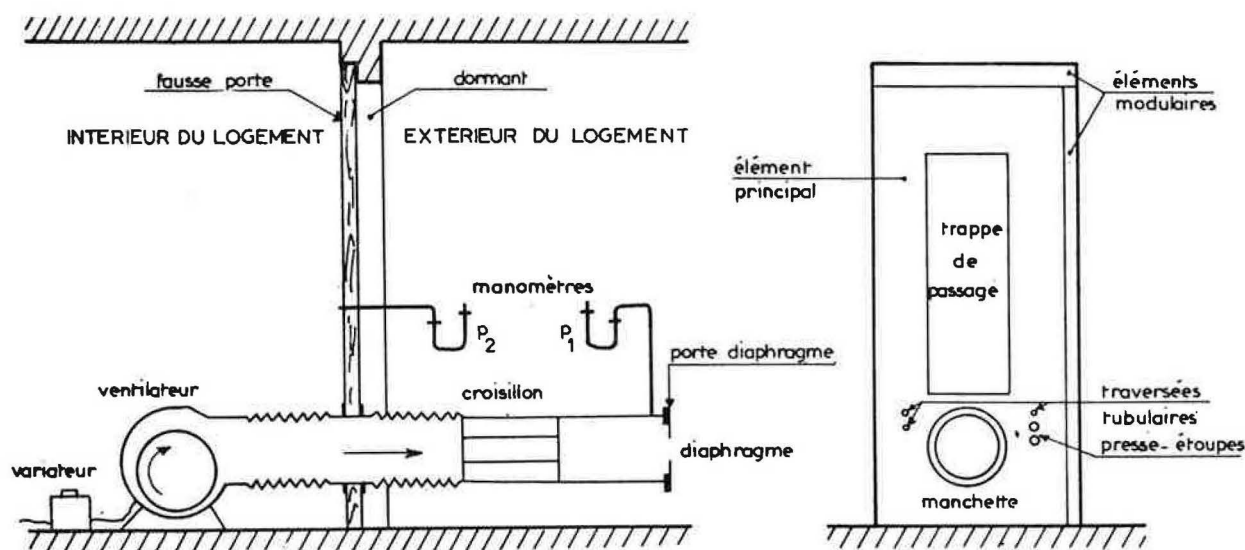 fausse porte
dormant
INTERIEUR DU LOGEMENT
EXTERIEUR DU LOGEMENT
manomètres
p2
p1
porte diaphragme
ventilateur
croisillon
variateur
diaphragme
éléments
modulaires
élément
principal
trappe
de
passage
traversées
tubulaires
presse-étoupes
manchette